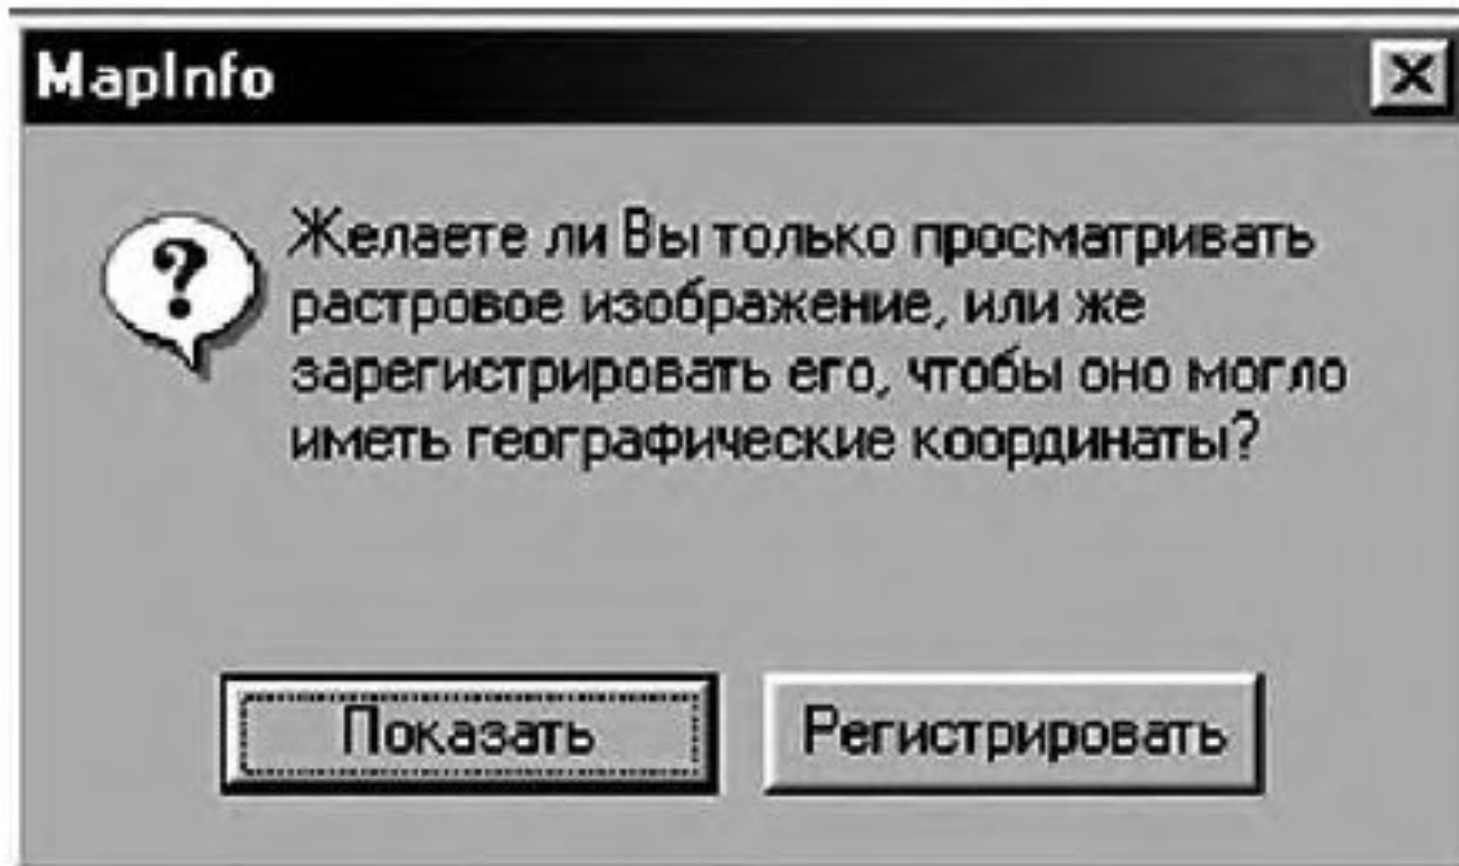 MapInfo
Желаете ли Вы только просматривать
растровое изображение, или же
зарегистрировать его, чтобы оно могло
иметь географические координаты?
Показать
Регистрировать